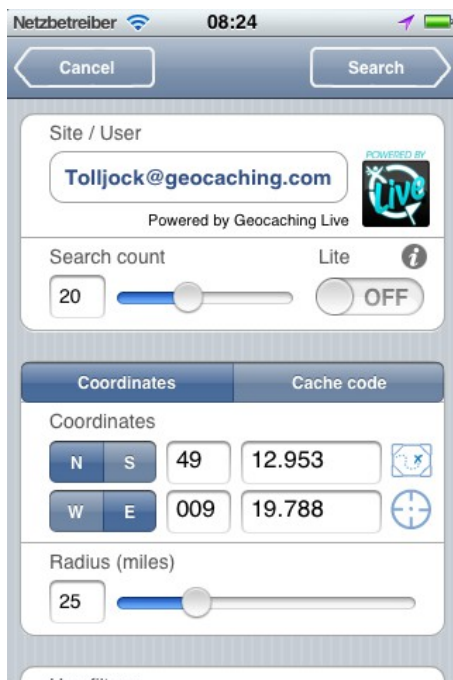 Netzbetreiber 08:24
Cancel Search
Site / User
Tolljock@geocaching.com
POWERED BY
Live
Powered by Geocaching Live
Search count Lite i
20 OFF
Coordinates Cache code
Coordinates
N S 49 12.953
W E 009 19.788
Radius (miles)
25